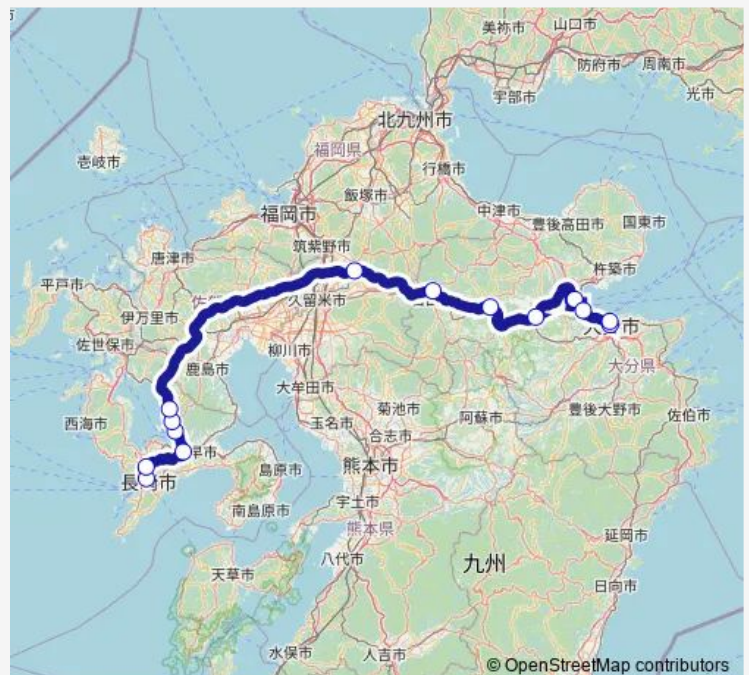 美祢市
山口市
防府市
周南市
光市
宇部市
北九州市
福岡県
壱岐市
行橋市
飯塚市
福岡市
中津市
豊後高田市
国東市
筑紫野市
唐津市
杵築市
平戸市
久留米市
伊万里市
佐世保市
柳川市
鹿島市
大分県
大牟田市
菊池市
阿蘇市
豊後大野市
佐伯市
西海市
玉名市
合志市
早市
島原市
熊本市
長崎市
南島原市
宇土市
熊本県
延岡市
八代市
九州
天草市
日向市
水俣市
人吉市
© OpenStreetMap contributors